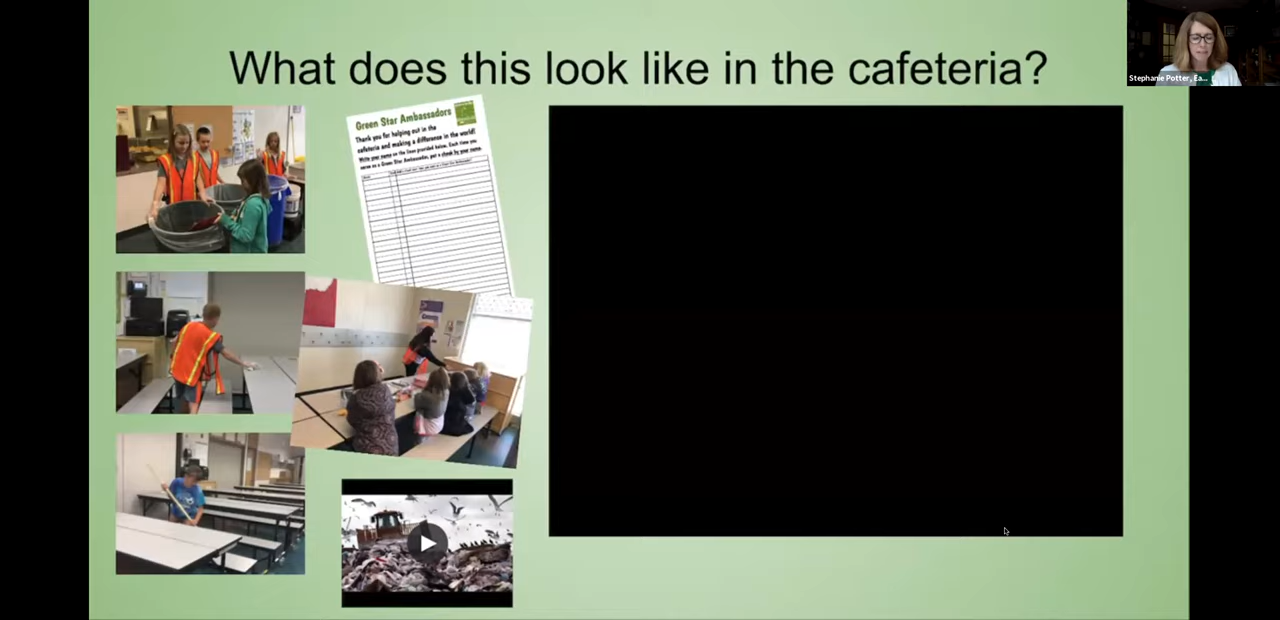 What does this look like in the cafeteria?
Stephanie Potter, Ea...
Green Star Ambassadors
Thank you for helping out in the
cafeteria and making a difference in the world!
Write your name on the lines provided below. Each time you
serve as a Green Star Ambassador, put a check by your name.